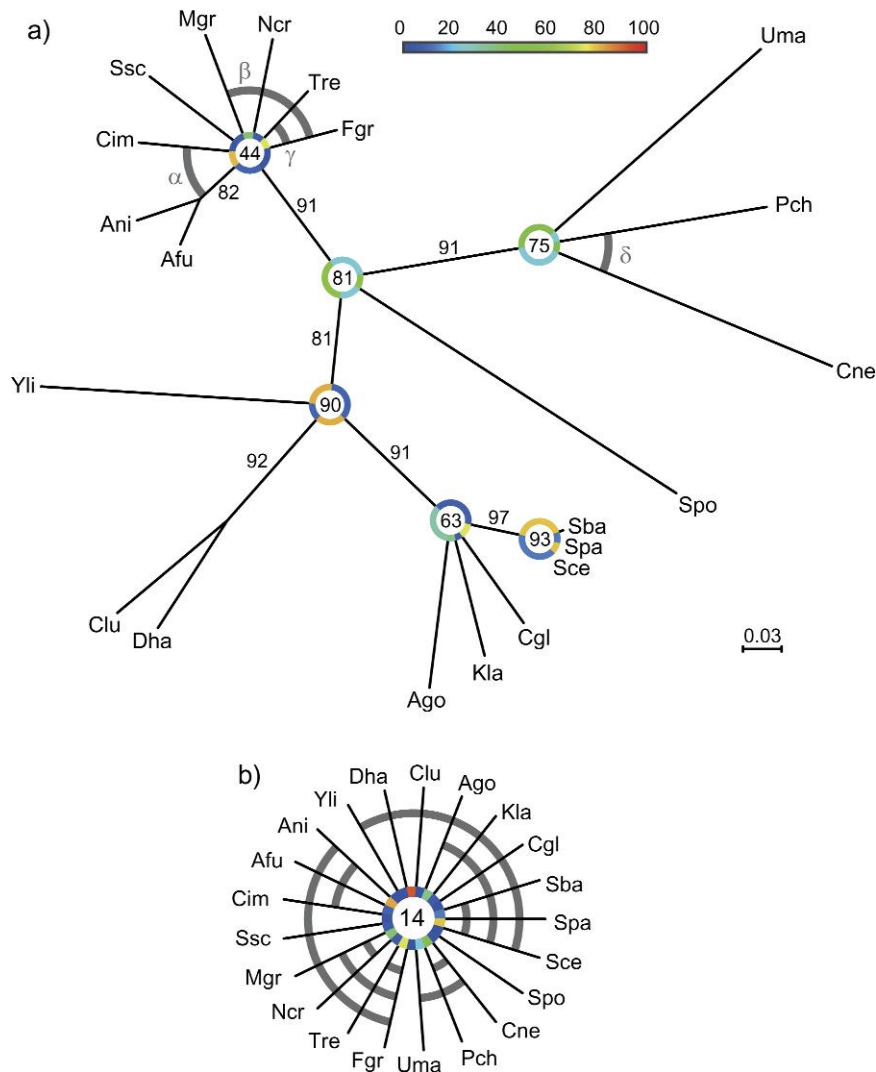 a)
0 20 40 60 80 100
Mgr
Ncr
Uma
Ssc
β
Tre
Cim
Fgr
44
γ
α
82
Ani
Afu
91
Pch
91
75
δ
81
81
Cne
Yli
90
91
92
Spo
63
97
Sba
93
Spa
Sce
Clu
Dha
Cgl
0.03
Kla
Ago
b)
Dha
Clu
Ago
Yli
Kla
Ani
Cgl
Afu
Sba
Cim
14
Spa
Ssc
Sce
Mgr
Spo
Ncr
Cne
Tre
Fgr
Uma
Pch